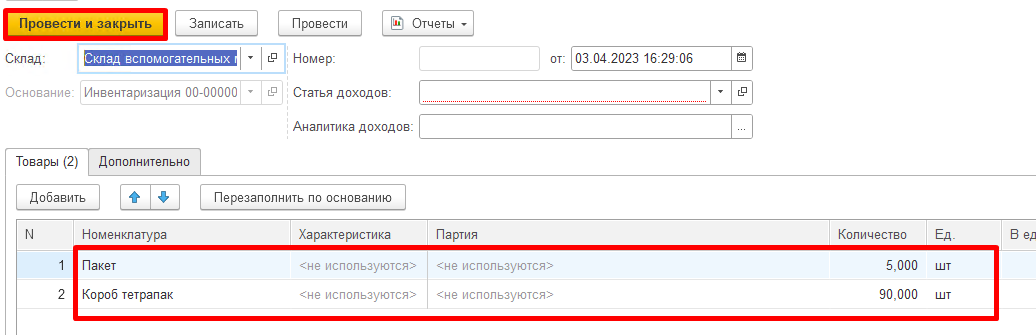 Провести и закрыть Записать Провести Отчеты
Склад: Склад вспомогательных м Номер: от: 03.04.2023 16:29:06
Основание: Инвентаризация 00-00000 Статья доходов:
Аналитика доходов: ...
Товары (2) Дополнительно
Добавить Перезаполнить по основанию
N Номенклатура Характеристика Партия Количество Ед. В ед
1 Пакет <не используются> <не используются> 5,000 шт
2 Короб тетрапак <не используются> <не используются> 90,000 шт